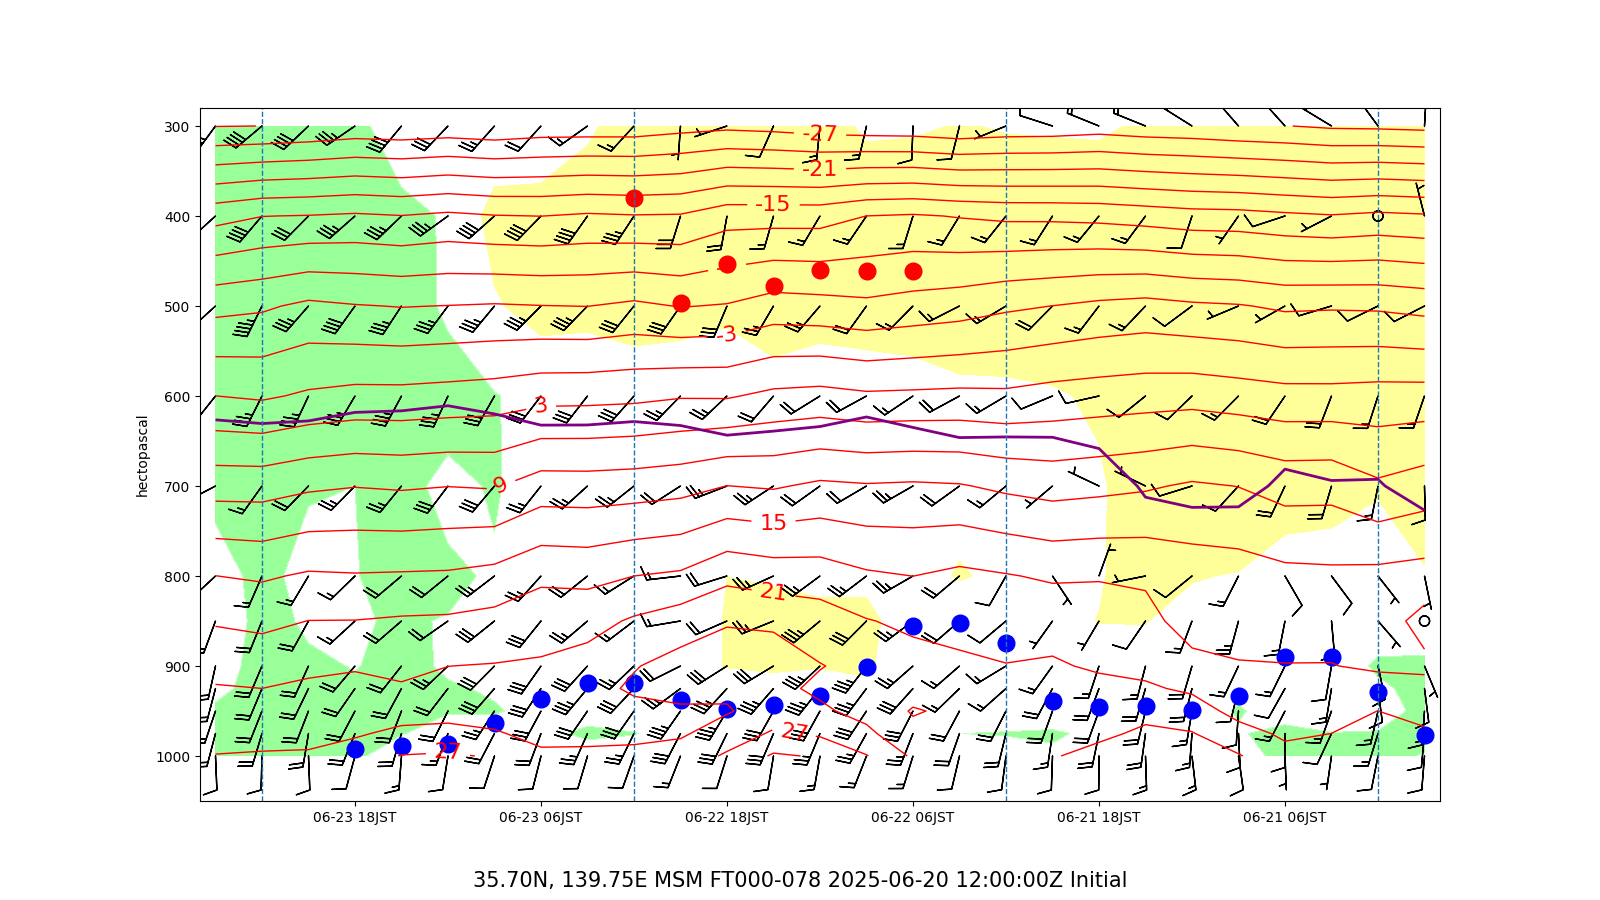 300
400
500
600
700
800
900
1000
hectopascal
-27
-21
-15
-3
3
9
15
21
27
27
06-23 18JST
06-23 06JST
06-22 18JST
06-22 06JST
06-21 18JST
06-21 06JST
35.70N, 139.75E MSM FT000-078 2025-06-20 12:00:00Z Initial